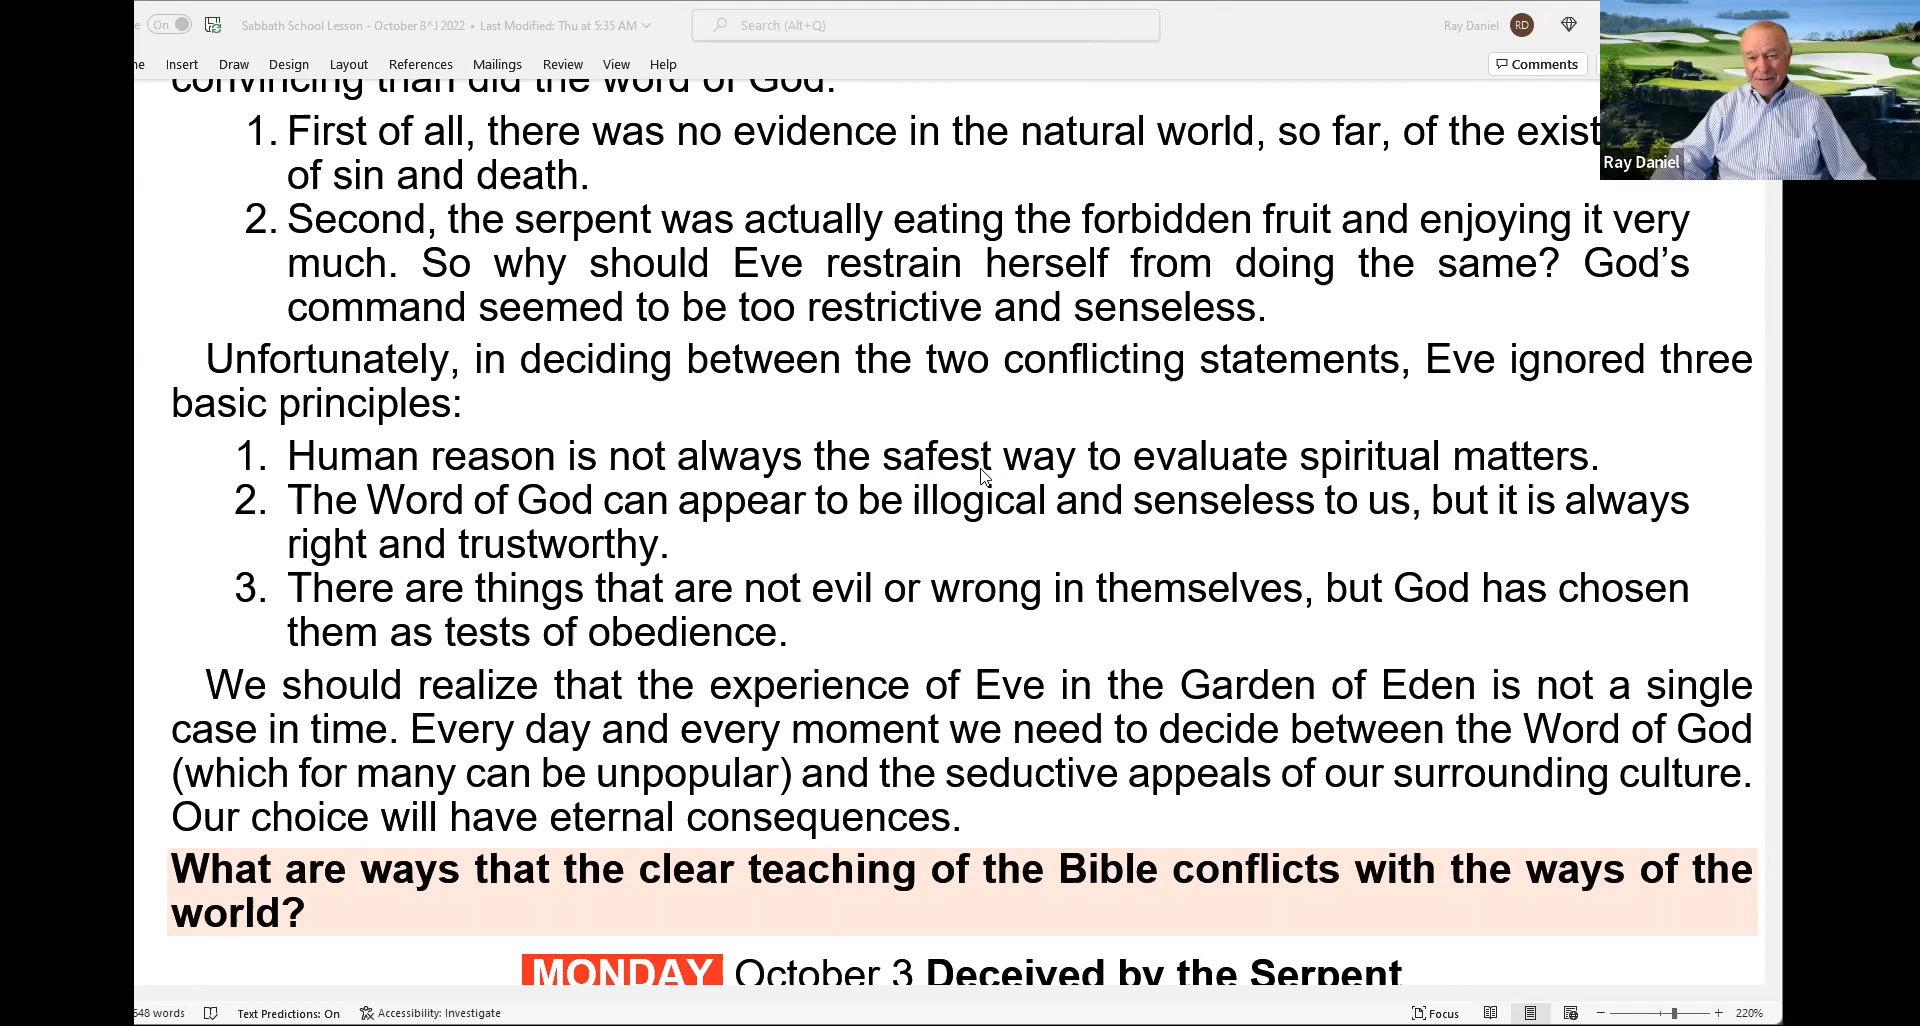 On Sabbath School Lesson - October 8^J 2022 • Last Modified: Thu at 5:35 AM Search (Alt+Q) Ray Daniel RD
Insert Draw Design Layout References Mailings Review View Help Comments
convincing than did the word of God.
1. First of all, there was no evidence in the natural world, so far, of the exist
of sin and death.
Ray Daniel
2. Second, the serpent was actually eating the forbidden fruit and enjoying it very
much. So why should Eve restrain herself from doing the same? God’s
command seemed to be too restrictive and senseless.
Unfortunately, in deciding between the two conflicting statements, Eve ignored three
basic principles:
1. Human reason is not always the safest way to evaluate spiritual matters.
2. The Word of God can appear to be illogical and senseless to us, but it is always
right and trustworthy.
3. There are things that are not evil or wrong in themselves, but God has chosen
them as tests of obedience.
We should realize that the experience of Eve in the Garden of Eden is not a single
case in time. Every day and every moment we need to decide between the Word of God
(which for many can be unpopular) and the seductive appeals of our surrounding culture.
Our choice will have eternal consequences.
What are ways that the clear teaching of the Bible conflicts with the ways of the
world?
MONDAY October 3 Deceived by the Serpent
648 words Text Predictions: On Accessibility: Investigate Focus 220%